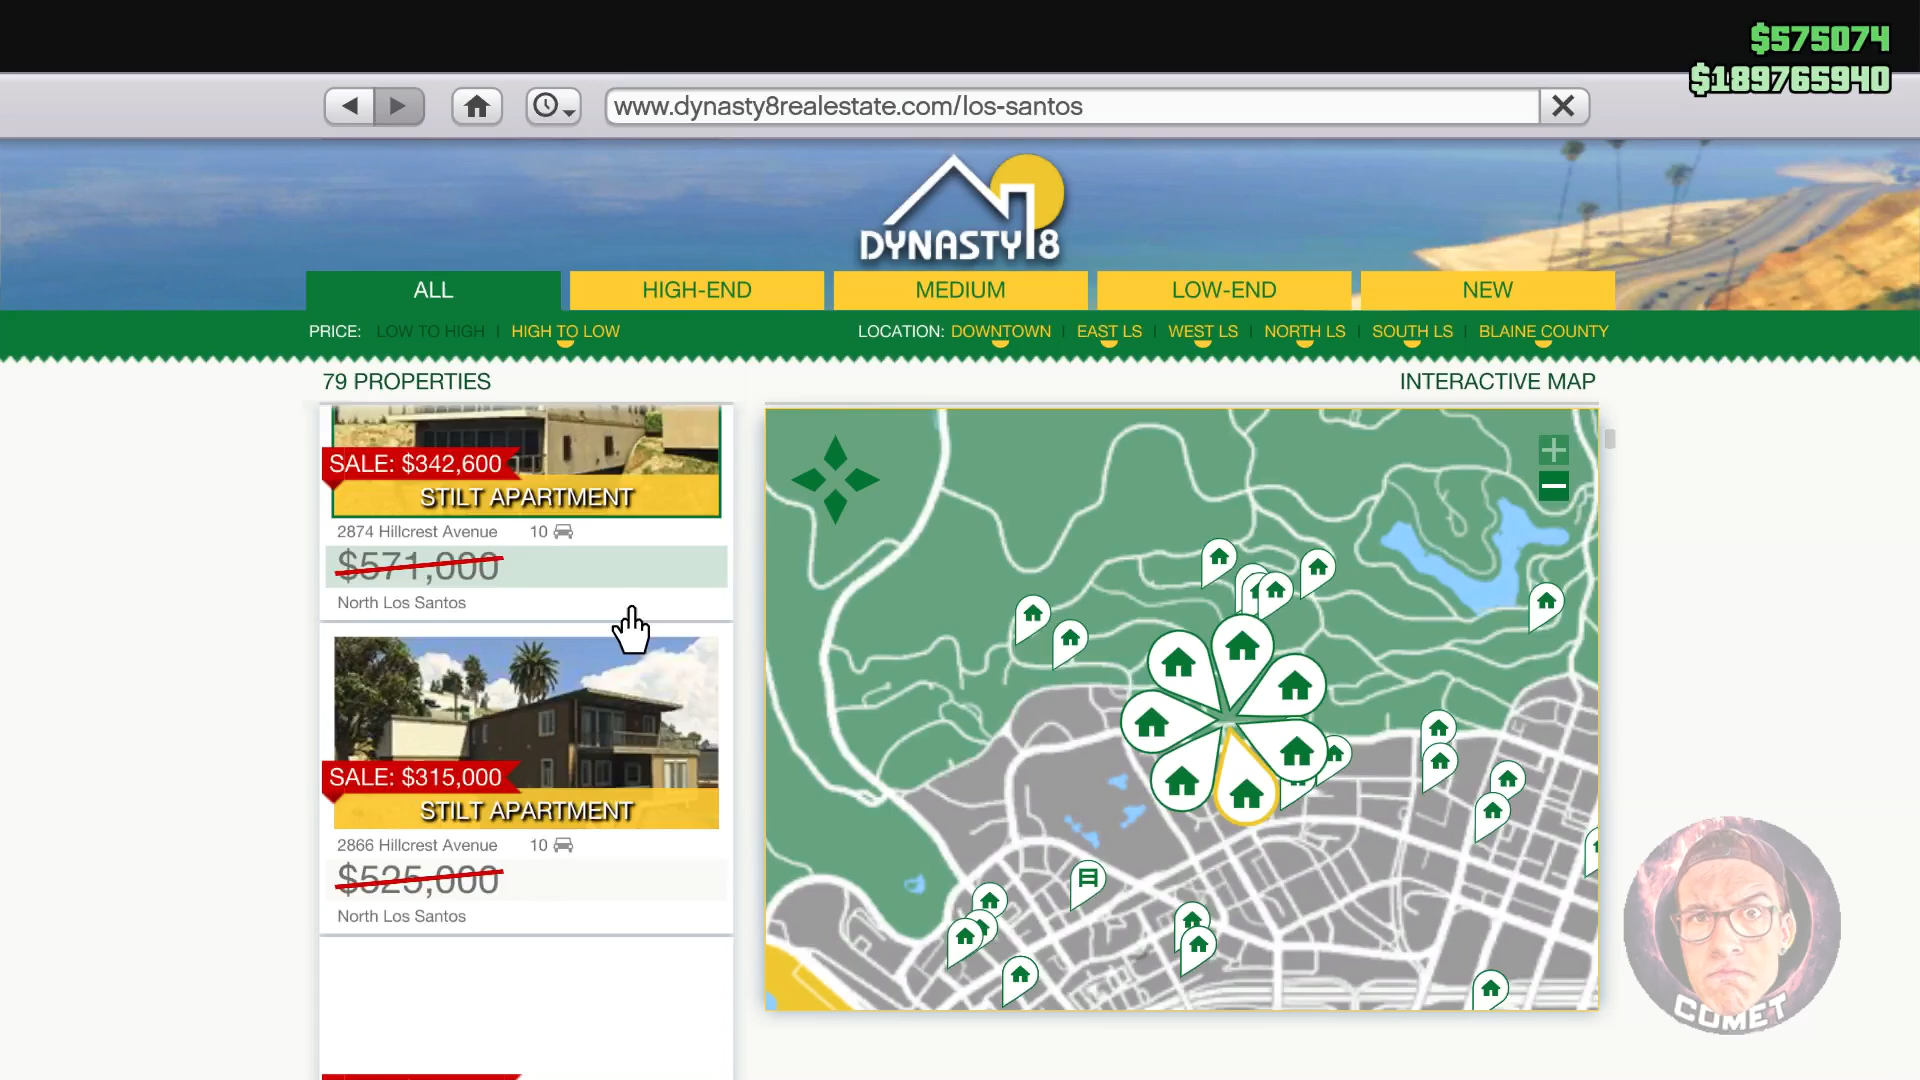 $575074
$189765940
www.dynasty8realestate.com/los-santos
DYNASTY 8
ALL
HIGH-END
MEDIUM
LOW-END
NEW
PRICE: LOW TO HIGH | HIGH TO LOW
LOCATION: DOWNTOWN | EAST LS | WEST LS | NORTH LS | SOUTH LS | BLAINE COUNTY
79 PROPERTIES
INTERACTIVE MAP
SALE: $342,600
STILT APARTMENT
2874 Hillcrest Avenue 10
$571,000
North Los Santos
SALE: $315,000
STILT APARTMENT
2866 Hillcrest Avenue 10
$525,000
North Los Santos
COMET